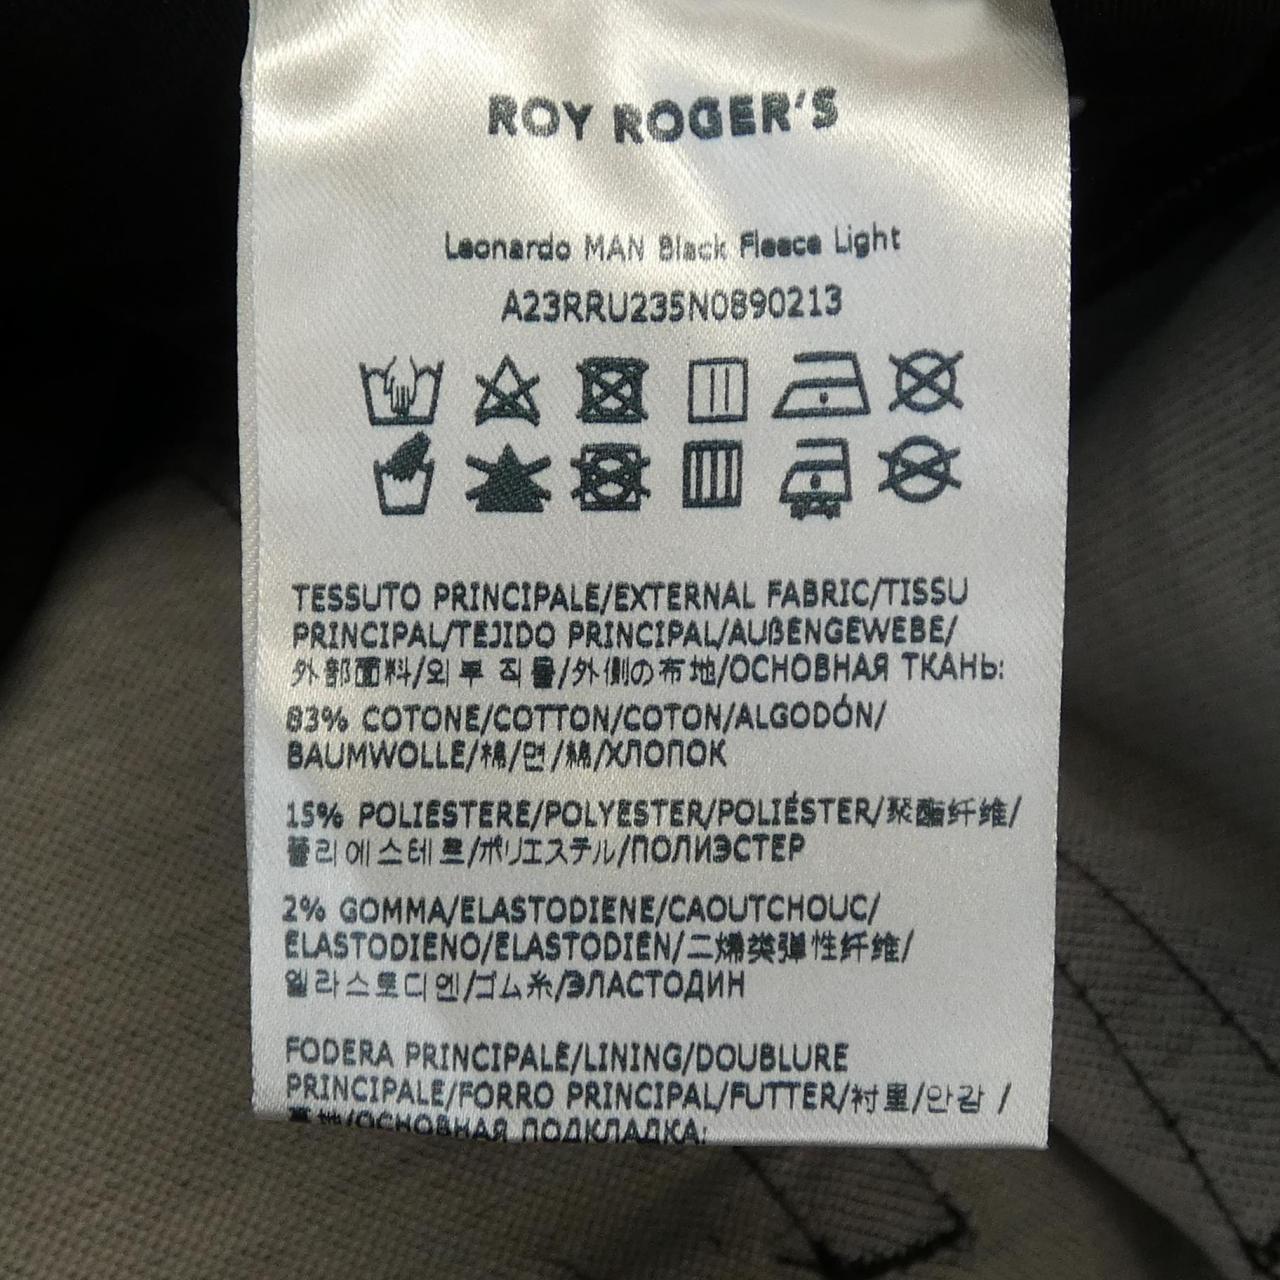 ROY ROGER'S
Leonardo MAN Black Fleece Light
A23RRU235N0890213
TESSUTO PRINCIPALE/EXTERNAL FABRIC/TISSU
PRINCIPAL/TEJIDO PRINCIPAL/AUßENGEWEBE/
外部面料/외부 직물/外側の布地/ОСНОВНАЯ ТКАНЬ:
83% COTONE/COTTON/COTON/ALGODÓN/
BAUMWOLLE/棉/면/綿/ХЛОПОК
15% POLIESTERE/POLYESTER/POLIÉSTER/聚酯纤维/
폴리에스테르/ポリエステル/ПОЛИЭСТЕР
2% GOMMA/ELASTODIENE/CAOUTCHOUC/
ELASTODIENO/ELASTODIEN/二烯类弹性纤维/
엘라스토디엔/ゴム糸/ЭЛАСТОДИН
FODERA PRINCIPALE/LINING/DOUBLURE
PRINCIPALE/FORRO PRINCIPAL/FUTTER/衬里/안감 /
裏地/ОСНОВНАЯ ПОДКЛАДКА: